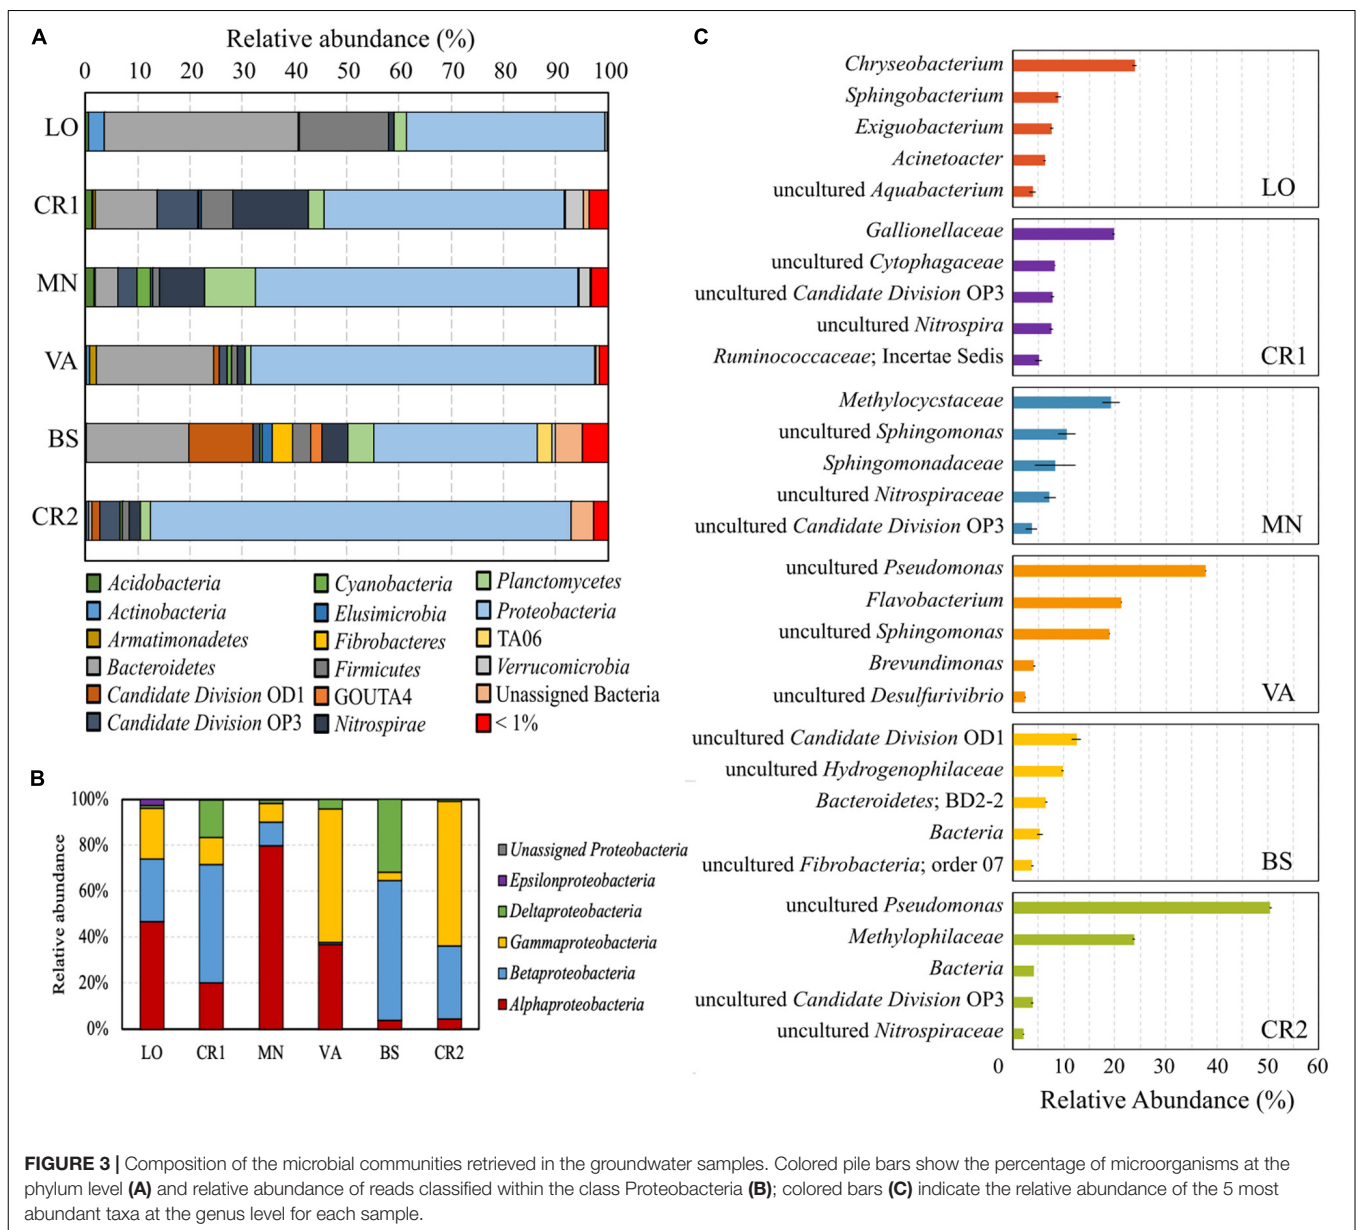 A
Relative abundance (%)
0 10 20 30 40 50 60 70 80 90 100
LO
CR1
MN
VA
BS
CR2
Acidobacteria
Actinobacteria
Armatimonadetes
Bacteroidetes
Candidate Division OD1
Candidate Division OP3
Cyanobacteria
Elusimicrobia
Fibrobacteres
Firmicutes
GOUTA4
Nitrospirae
Planctomycetes
Proteobacteria
TA06
Verrucomicrobia
Unassigned Bacteria
< 1%
B
Relative abundance
100%
80%
60%
40%
20%
0%
LO CR1 MN VA BS CR2
Unassigned Proteobacteria
Epsilonproteobacteria
Deltaproteobacteria
Gammaproteobacteria
Betaproteobacteria
Alphaproteobacteria
C
Chryseobacterium
Sphingobacterium
Exiguobacterium
Acinetoacter
uncultured Aquabacterium
LO
Gallionellaceae
uncultured Cytophagaceae
uncultured Candidate Division OP3
uncultured Nitrospira
Ruminococcaceae; Incertae Sedis
CR1
Methylocycstaceae
uncultured Sphingomonas
Sphingomonadaceae
uncultured Nitrospiraceae
uncultured Candidate Division OP3
MN
uncultured Pseudomonas
Flavobacterium
uncultured Sphingomonas
Brevundimonas
uncultured Desulfurivibrio
VA
uncultured Candidate Division OD1
uncultured Hydrogenophilaceae
Bacteroidetes; BD2-2
Bacteria
uncultured Fibrobacteria; order 07
BS
uncultured Pseudomonas
Methylophilaceae
Bacteria
uncultured Candidate Division OP3
uncultured Nitrospiraceae
CR2
0 10 20 30 40 50 60
Relative Abundance (%)
FIGURE 3 | Composition of the microbial communities retrieved in the groundwater samples. Colored pile bars show the percentage of microorganisms at the
phylum level (A) and relative abundance of reads classified within the class Proteobacteria (B); colored bars (C) indicate the relative abundance of the 5 most
abundant taxa at the genus level for each sample.